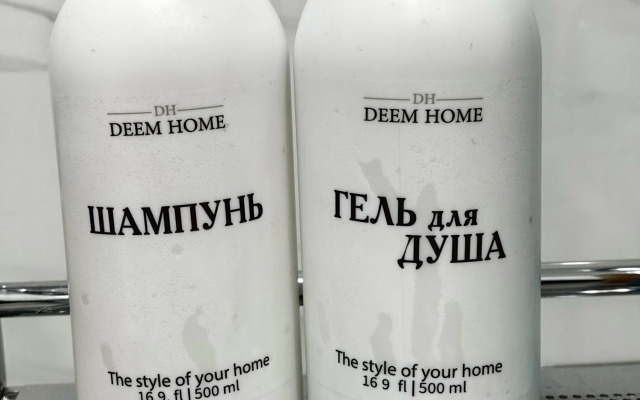 DH
DEEM HOME
ШАМПУНЬ
The style of your home
16 9. fl | 500 ml
DH
DEEM HOME
ГЕЛЬ для
ДУША
The style of your home
16 9 fl | 500 ml